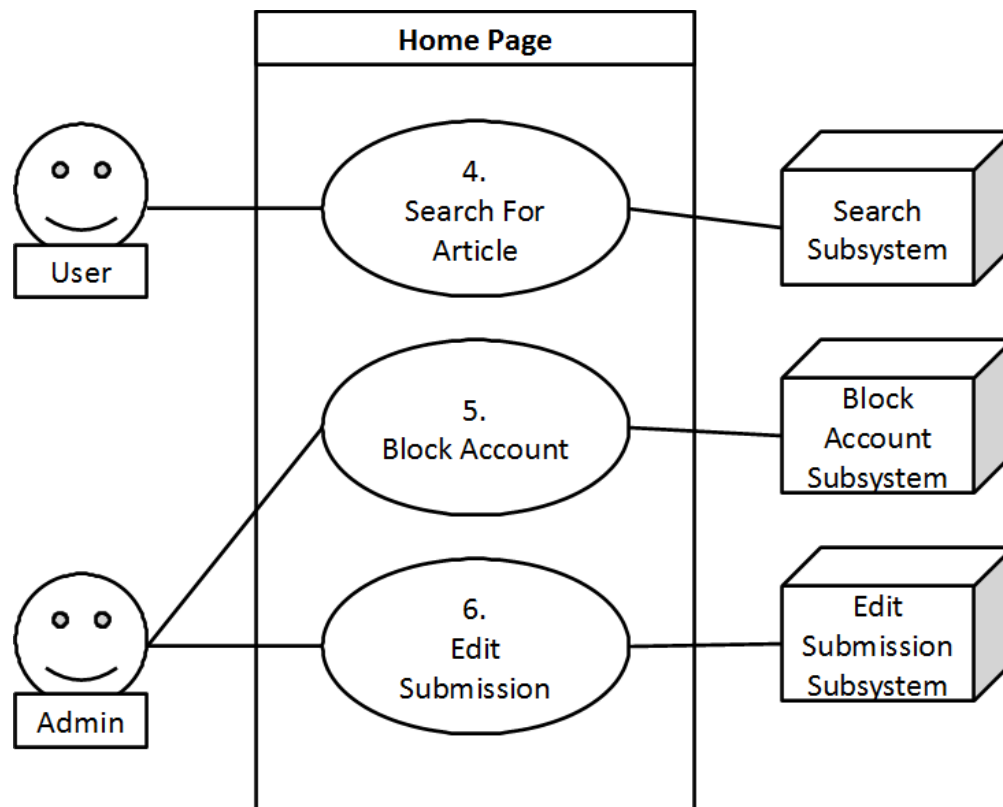 Home Page
User
4.
Search For
Article
Search
Subsystem
5.
Block Account
Block
Account
Subsystem
Admin
6.
Edit
Submission
Edit
Submission
Subsystem